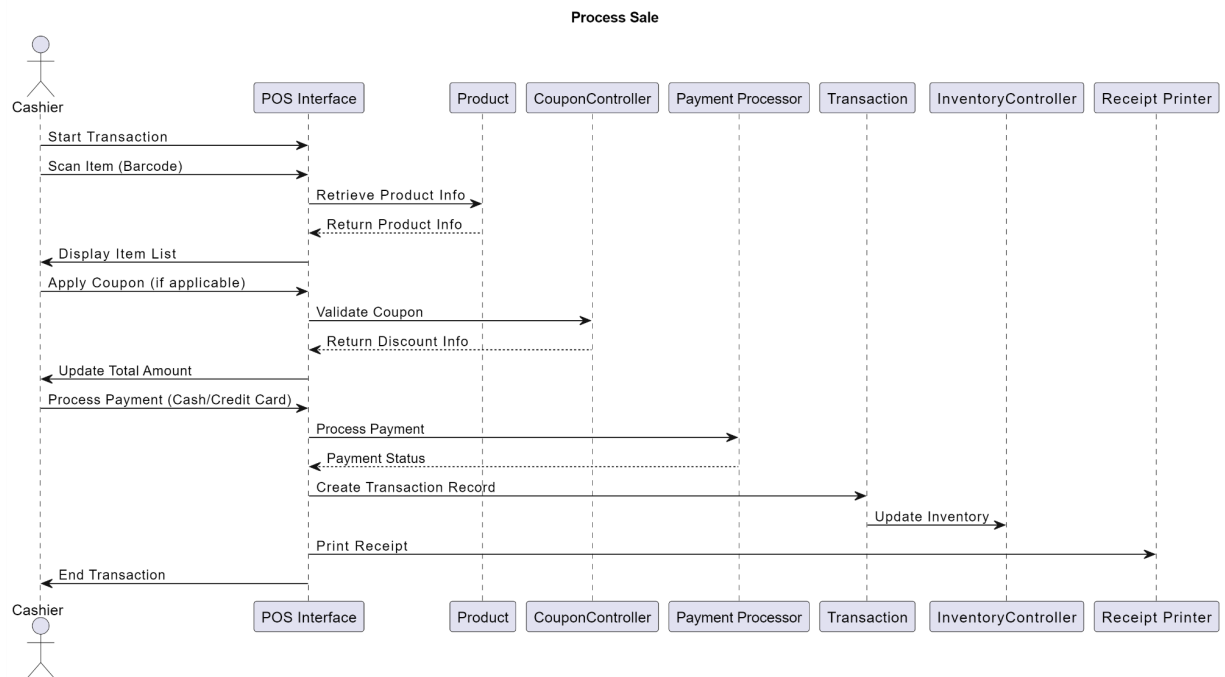 Process Sale
Cashier
POS Interface
Product
CouponController
Payment Processor
Transaction
InventoryController
Receipt Printer
Start Transaction
Scan Item (Barcode)
Retrieve Product Info
Return Product Info
Display Item List
Apply Coupon (if applicable)
Validate Coupon
Return Discount Info
Update Total Amount
Process Payment (Cash/Credit Card)
Process Payment
Payment Status
Create Transaction Record
Update Inventory
Print Receipt
End Transaction
Cashier
POS Interface
Product
CouponController
Payment Processor
Transaction
InventoryController
Receipt Printer